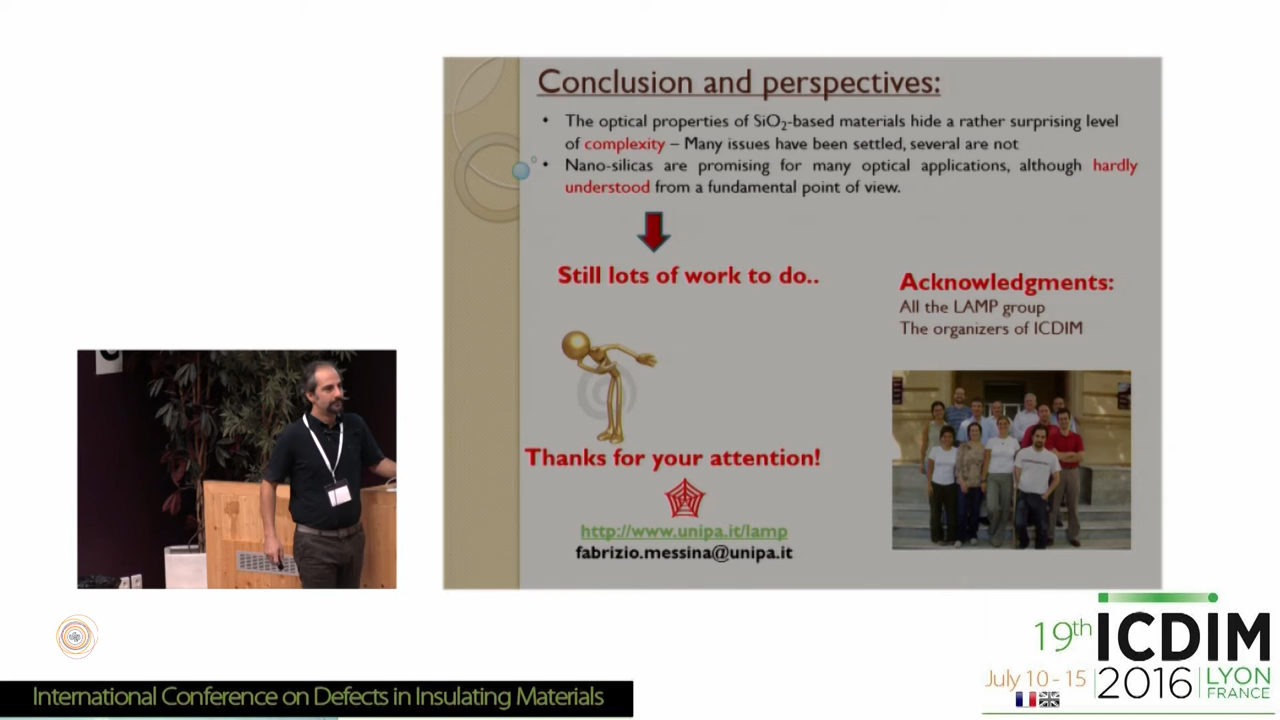 Conclusion and perspectives:
• The optical properties of SiO₂-based materials hide a rather surprising level
of complexity – Many issues have been settled, several are not
• Nano-silicas are promising for many optical applications, although hardly
understood from a fundamental point of view.
Still lots of work to do..
Acknowledgments:
All the LAMP group
The organizers of ICDIM
Thanks for your attention!
http://www.unipa.it/lamp
fabrizio.messina@unipa.it
19th ICDIM
July 10 - 15 2016 LYON
FRANCE
International Conference on Defects in Insulating Materials